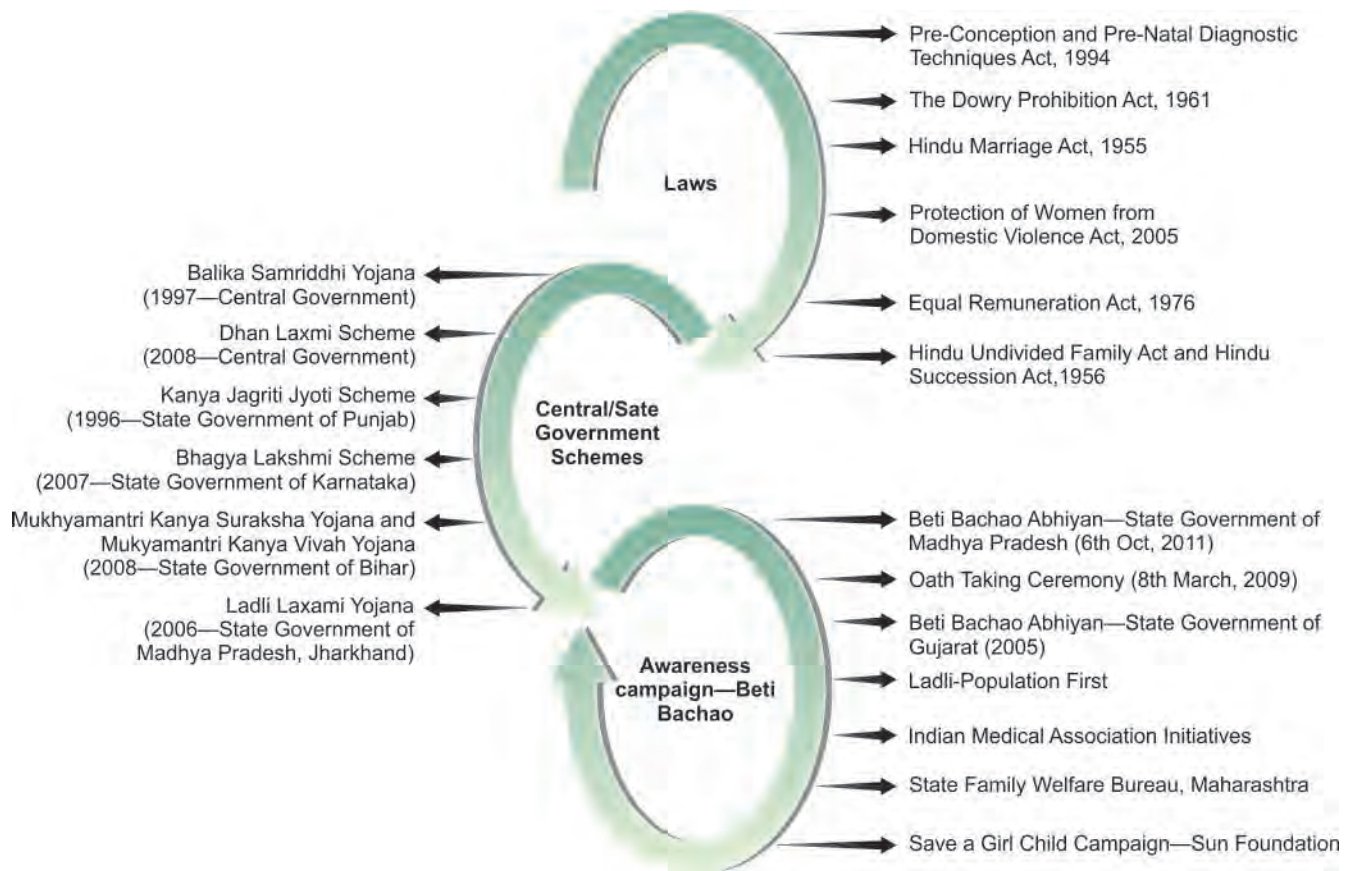 Pre-Conception and Pre-Natal Diagnostic
Techniques Act, 1994
The Dowry Prohibition Act, 1961
Hindu Marriage Act, 1955
Laws
Protection of Women from
Domestic Violence Act, 2005
Equal Remuneration Act, 1976
Hindu Undivided Family Act and Hindu
Succession Act,1956
Balika Samriddhi Yojana
(1997—Central Government)
Dhan Laxmi Scheme
(2008—Central Government)
Kanya Jagriti Jyoti Scheme
(1996—State Government of Punjab)
Bhagya Lakshmi Scheme
(2007—State Government of Karnataka)
Mukhyamantri Kanya Suraksha Yojana and
Mukyamantri Kanya Vivah Yojana
(2008—State Government of Bihar)
Ladli Laxami Yojana
(2006—State Government of
Madhya Pradesh, Jharkhand)
Central/Sate
Government
Schemes
Beti Bachao Abhiyan—State Government of
Madhya Pradesh (6th Oct, 2011)
Oath Taking Ceremony (8th March, 2009)
Beti Bachao Abhiyan—State Government of
Gujarat (2005)
Ladli-Population First
Awareness
campaign—Beti
Bachao
Indian Medical Association Initiatives
State Family Welfare Bureau, Maharashtra
Save a Girl Child Campaign—Sun Foundation